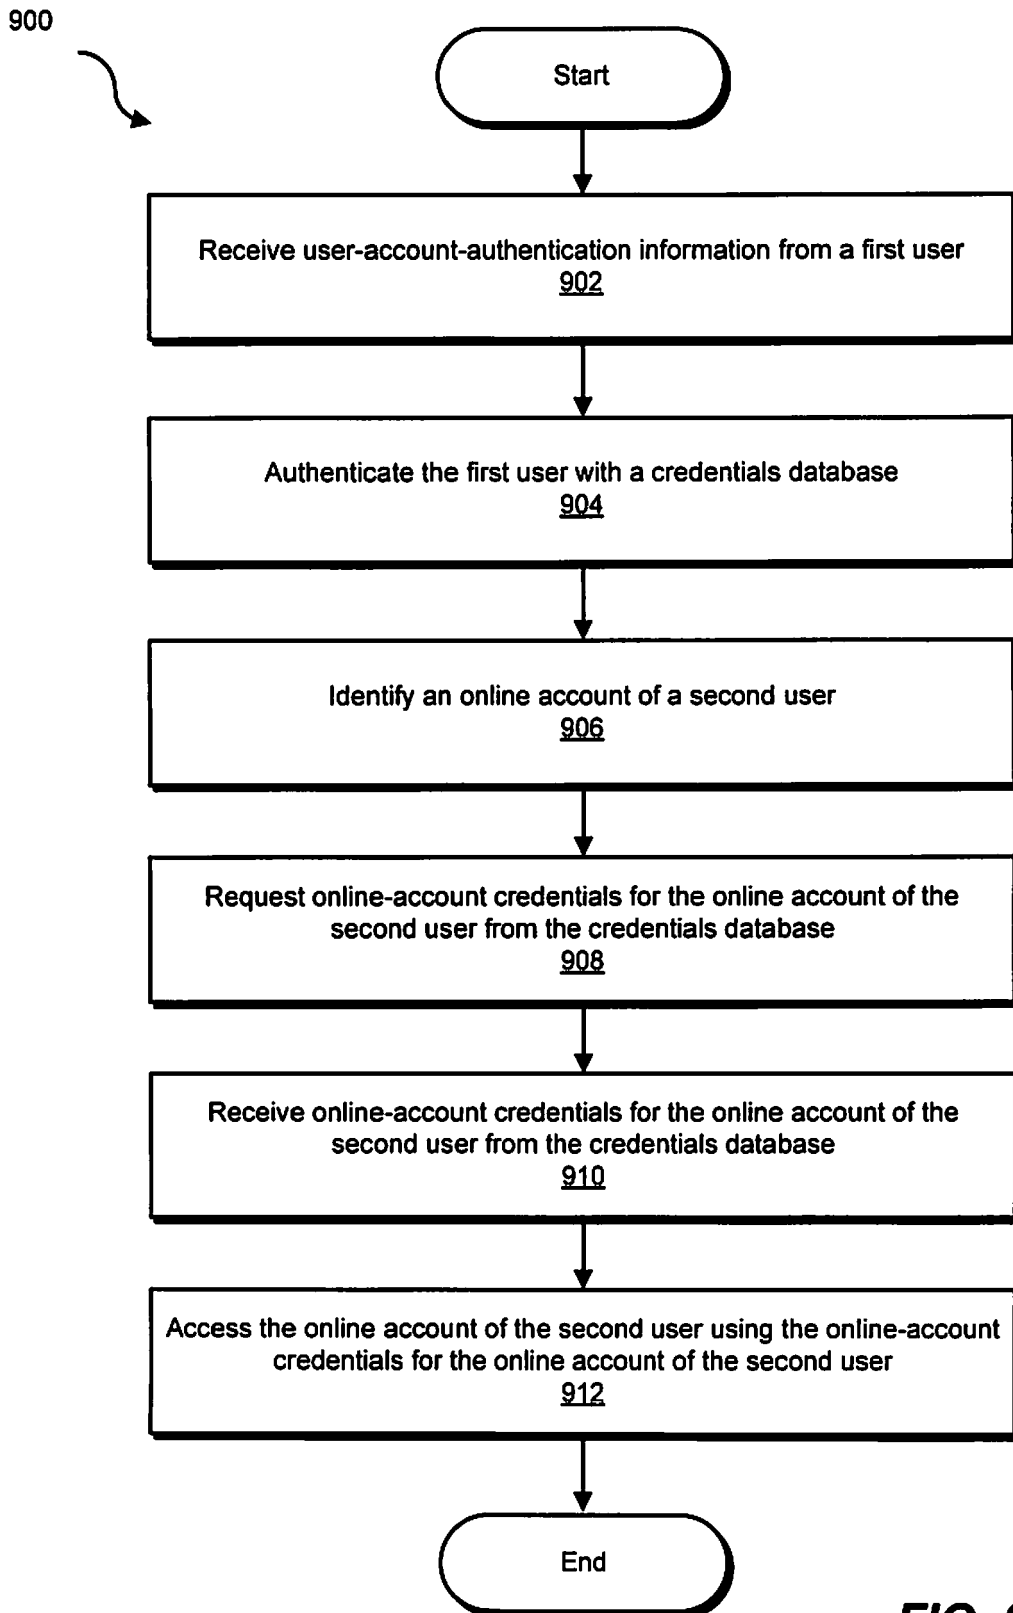 900
Start
Receive user-account-authentication information from a first user
902
Authenticate the first user with a credentials database
904
Identify an online account of a second user
906
Request online-account credentials for the online account of the
second user from the credentials database
908
Receive online-account credentials for the online account of the
second user from the credentials database
910
Access the online account of the second user using the online-account
credentials for the online account of the second user
912
End
FIG.